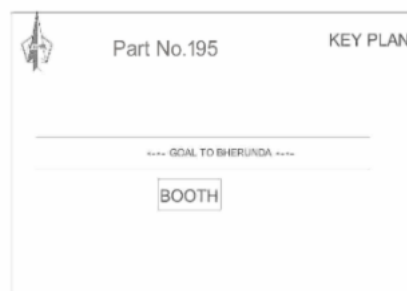 Part No.195
KEY PLAN
<--- GOAL TO BHERUNDA --->
BOOTH